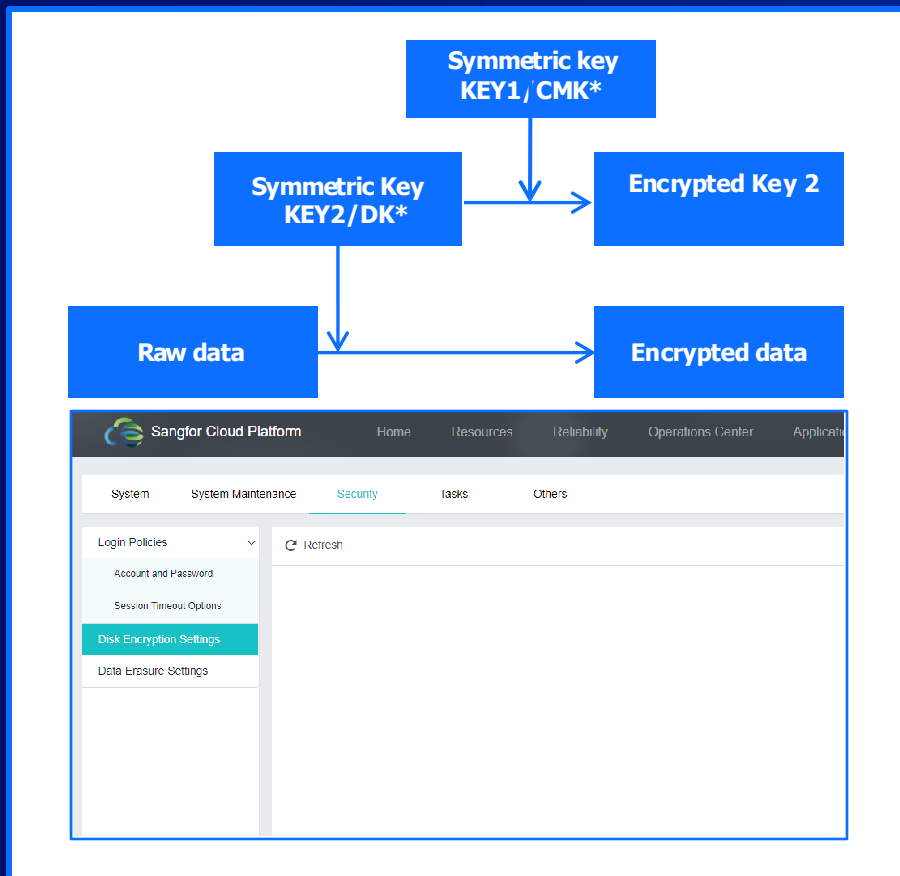 Symmetric key
KEY1/CMK*
Symmetric Key
KEY2/DK*
Encrypted Key 2
Raw data
Encrypted data
Sangfor Cloud Platform
Home
Resources
Reliability
Operations Center
Applicati
System
System Maintenance
Security
Tasks
Others
Login Policies
Account and Password
Session Timeout Options
Disk Encryption Settings
Data Erasure Settings
Refresh